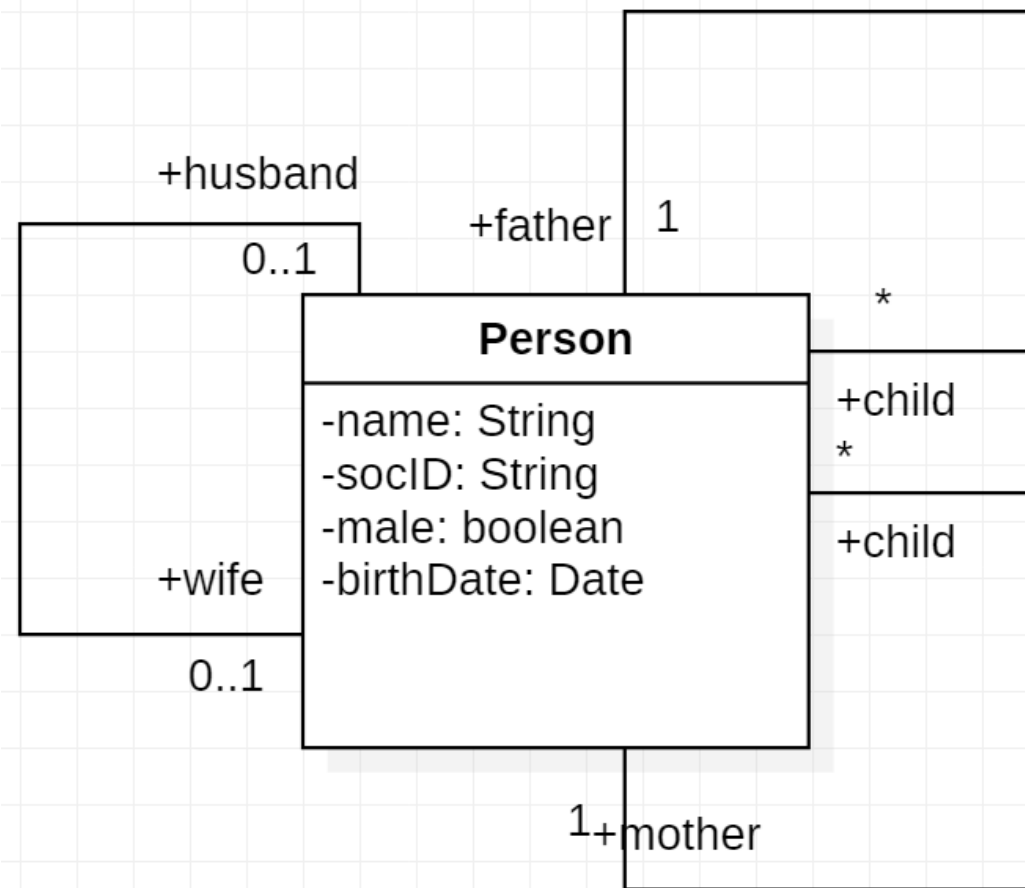 +husband
0..1
+father
1
*
Person
+child
*
-name: String
-socID: String
-male: boolean
-birthDate: Date
+child
+wife
0..1
1
+mother